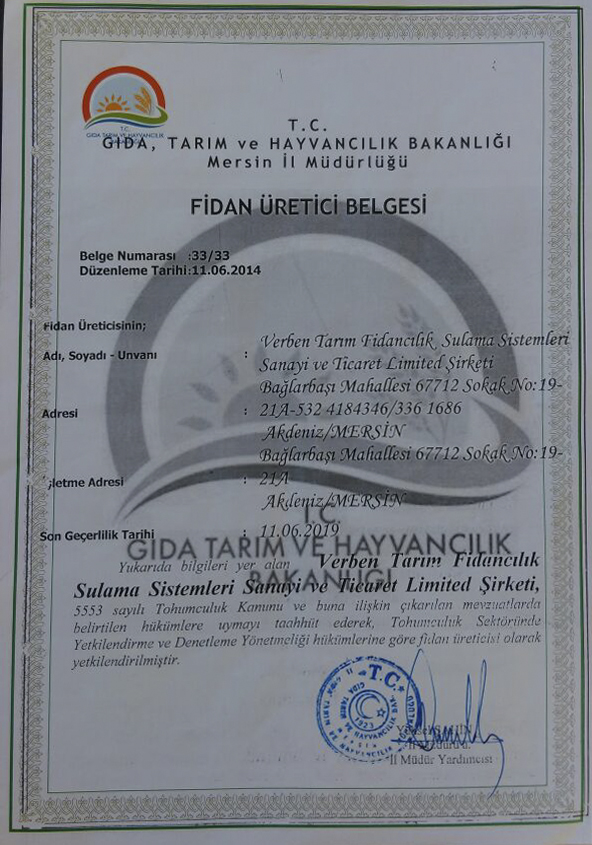 T.C.
GIDA TARIM VE HAYVANCILIK
T.C.
GIDA, TARIM ve HAYVANCILIK BAKANLIĞI
Mersin İl Müdürlüğü
FİDAN ÜRETİCİ BELGESİ
Belge Numarası :33/33
Düzenleme Tarihi:11.06.2014
Fidan Üreticisinin;
Adı, Soyadı - Unvanı : Verben Tarım Fidancılık Sulama Sistemleri
Sanayi ve Ticaret Limited Şirketi
Bağlarbaşı Mahallesi 67712 Sokak No:19-
Adresi : 21A-532 4184346/336 1686
Akdeniz/MERSİN
Bağlarbaşı Mahallesi 67712 Sokak No:19-
İşletme Adresi : 21A
Akdeniz/MERSİN
Son Geçerlilik Tarihi : 11.06.2019
T.C.
GIDA TARIM VE HAYVANCILIK
BAKANLIĞI
Yukarıda bilgileri yer alan Verben Tarım Fidancılık
Sulama Sistemleri Sanayi ve Ticaret Limited Şirketi,
5553 sayılı Tohumculuk Kanunu ve buna ilişkin çıkarılan mevzuatlarda
belirtilen hükümlere uymayı taahhüt ederek, Tohumculuk Sektöründe
Yetkilendirme ve Denetleme Yönetmeliği hükümlerine göre fidan üreticisi olarak
yetkilendirilmiştir.
T.C.
1923
İl Müdür Yardımcısı